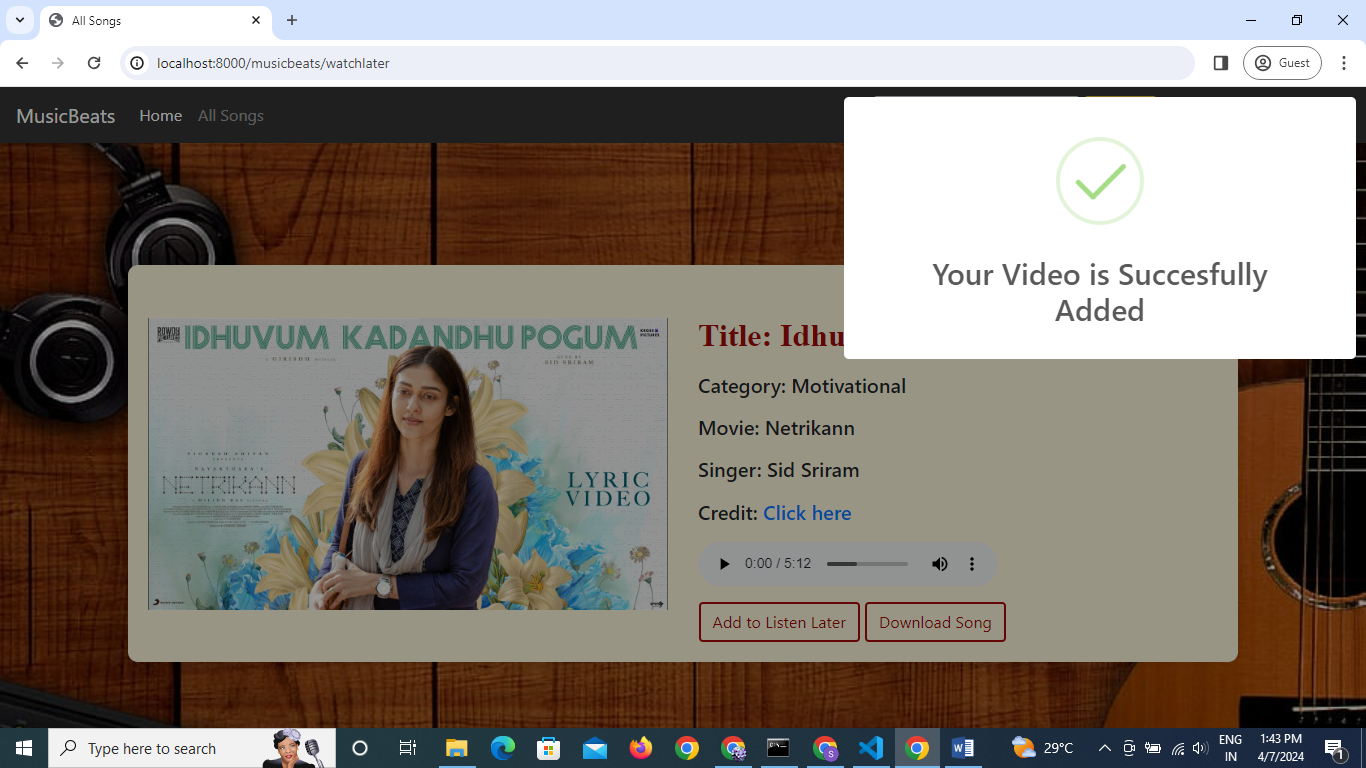 All Songs
localhost:8000/musicbeats/watchlater
Guest
MusicBeats
Home
All Songs
Your Video is Succesfully
Added
IDHUVUM KADANDHU POGUM
SID SRIRAM
NETRIKANN
LYRIC
VIDEO
Title: Idhu
Category: Motivational
Movie: Netrikann
Singer: Sid Sriram
Credit: Click here
0:00 / 5:12
Add to Listen Later
Download Song
Type here to search
29°C
ENG
IN
1:43 PM
4/7/2024
1